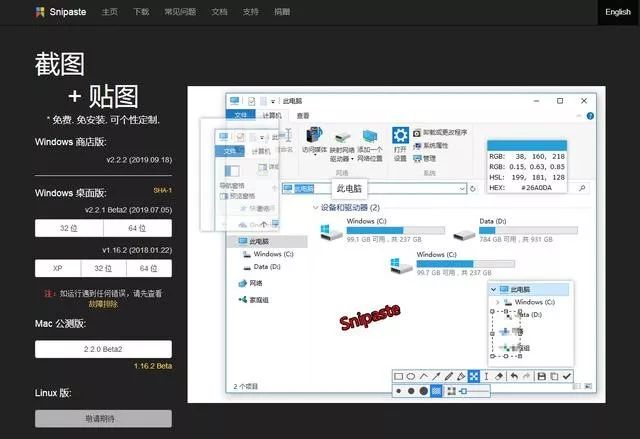 Snipaste 主页 下载 常见问题 文档 支持 捐赠 English
截图
+ 贴图
* 免费. 免安装. 可个性定制.
Windows 商店版:
v2.2.2 (2019.09.18)
Windows 桌面版: SHA-1
v2.2.1 Beta2 (2019.07.05)
32 位 64 位
v1.16.2 (2018.01.22)
XP 32 位 64 位
注：如运行遇到任何错误，请先查看
故障排除
Mac 公测版:
2.2.0 Beta2
1.16.2 Beta
Linux 版:
敬请期待
此电脑
文件 计算机 查看
访问媒体 映射网络
驱动器 添加一个
网络位置 打开
设置 卸载或更改程序
系统属性
管理
网络 系统
文件 计算机
导航窗格
预览窗格
快速访问
此电脑
此电脑
RGB: 38, 160, 218
RGB: 0.15, 0.63, 0.85
HSL: 199, 181, 128
HEX: #26A0DA
设备和驱动器 (2)
Windows (C:)
99.1 GB 可用，共 237 GB
Data (D:)
784 GB 可用，共 931 GB
Windows (C:)
99.7 GB 可用，共 237 GB
此电脑
Windows (C:)
Data (D:)
网络
家庭组
Snipaste
此电脑
Windows (C:)
Data (D:)
2 个项目